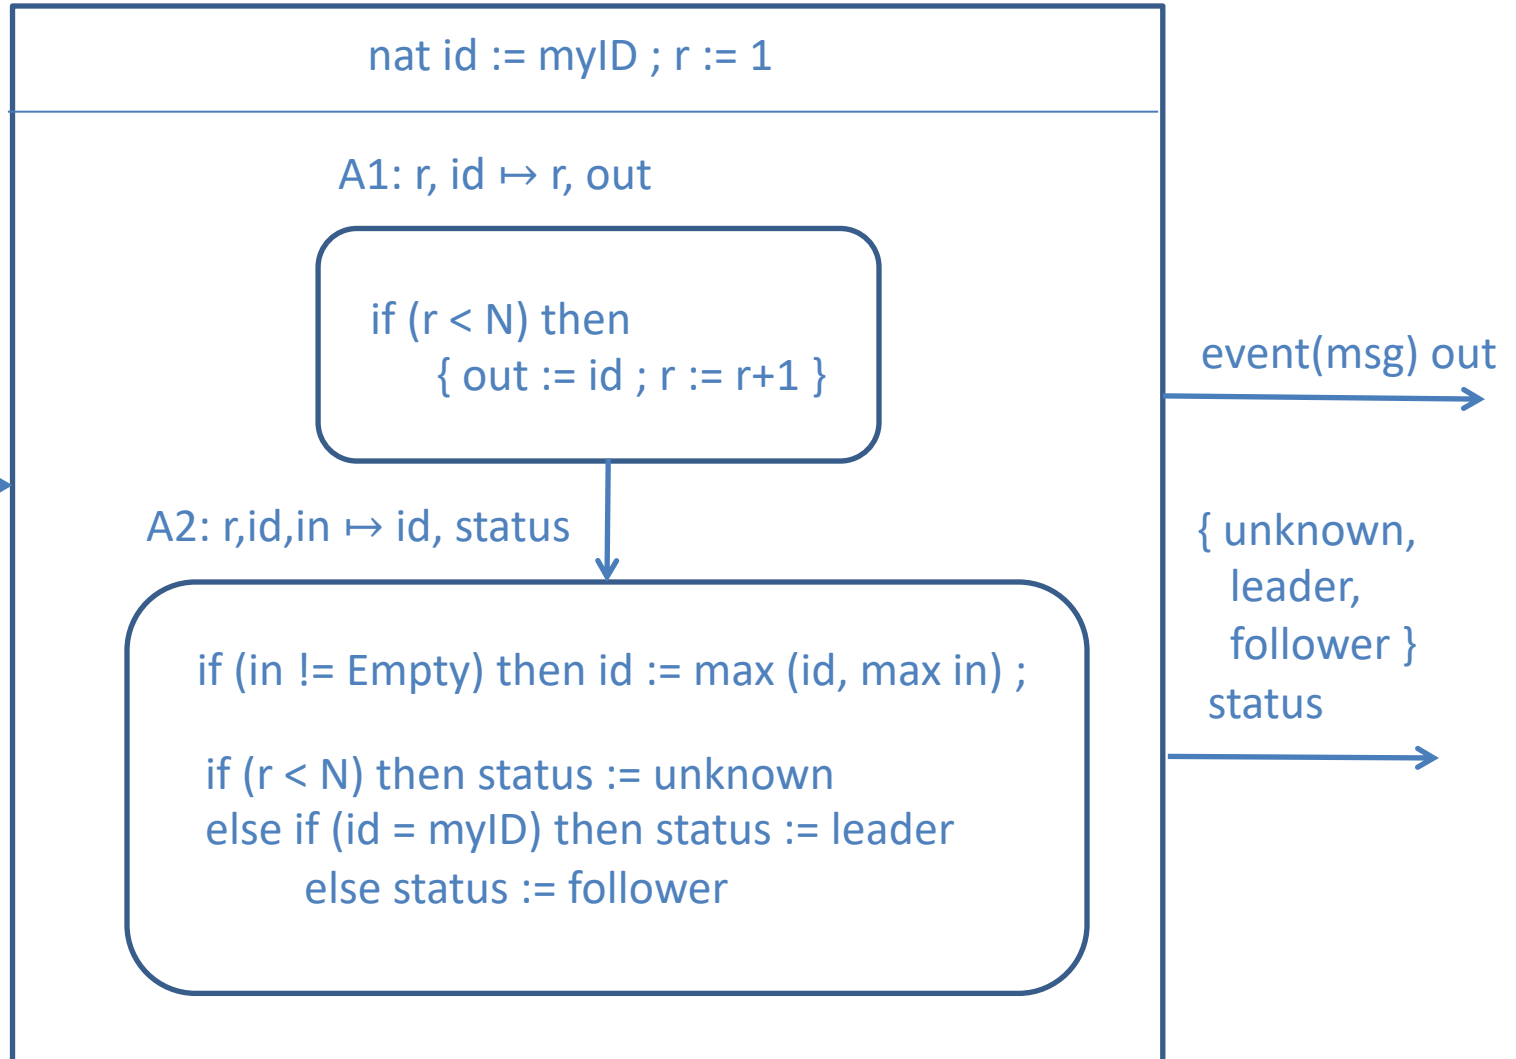 nat id := myID ; r := 1
A1: r, id ↦ r, out
if (r < N) then
{ out := id ; r := r+1 }
event(msg) out
A2: r,id,in ↦ id, status
{ unknown,
leader,
follower }
status
if (in != Empty) then id := max (id, max in) ;
if (r < N) then status := unknown
else if (id = myID) then status := leader
else status := follower